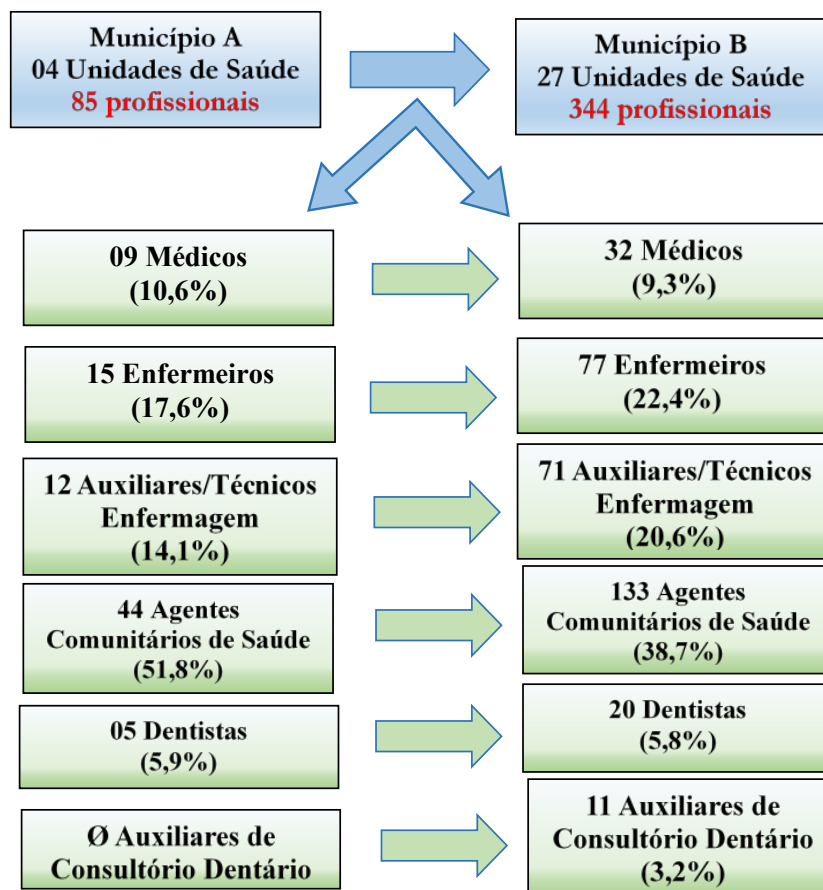 Município A
04 Unidades de Saúde
85 profissionais
Município B
27 Unidades de Saúde
344 profissionais
09 Médicos
(10,6%)
32 Médicos
(9,3%)
15 Enfermeiros
(17,6%)
77 Enfermeiros
(22,4%)
12 Auxiliares/Técnicos
Enfermagem
(14,1%)
71 Auxiliares/Técnicos
Enfermagem
(20,6%)
44 Agentes
Comunitários de Saúde
(51,8%)
133 Agentes
Comunitários de Saúde
(38,7%)
05 Dentistas
(5,9%)
20 Dentistas
(5,8%)
Ø Auxiliares de
Consultório Dentário
11 Auxiliares de
Consultório Dentário
(3,2%)